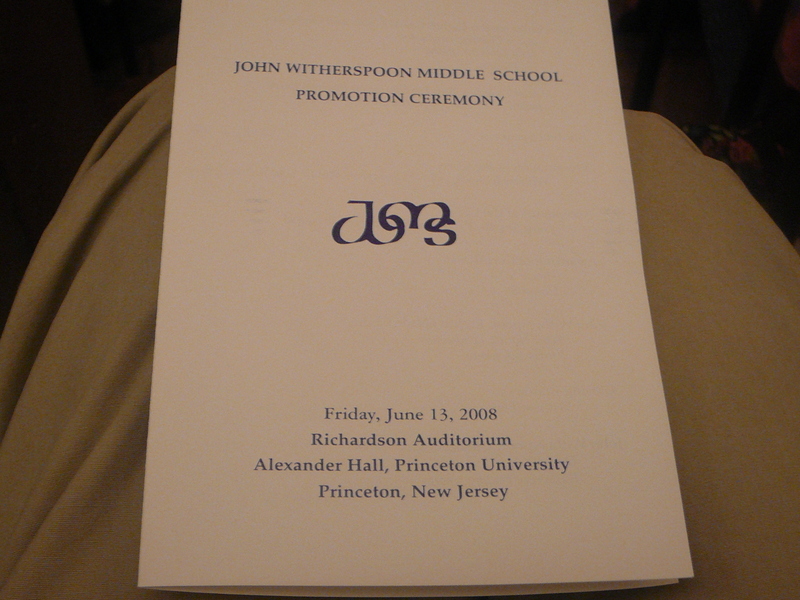 JOHN WITHERSPOON MIDDLE SCHOOL
PROMOTION CEREMONY
JWMS
Friday, June 13, 2008
Richardson Auditorium
Alexander Hall, Princeton University
Princeton, New Jersey